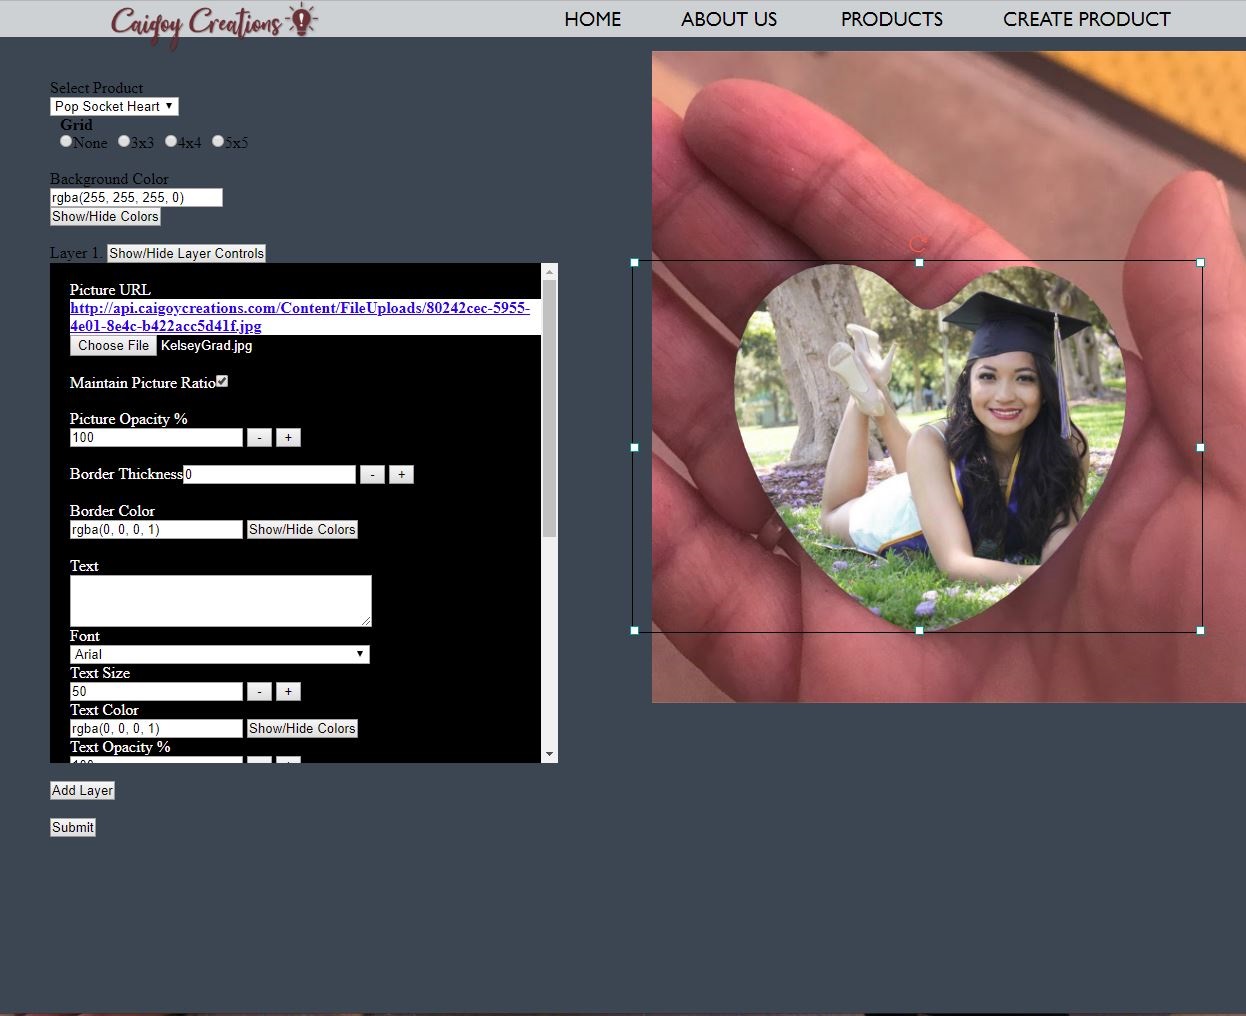 Caigoy Creations
HOME ABOUT US PRODUCTS CREATE PRODUCT
Select Product
Pop Socket Heart
Grid
None 3x3 4x4 5x5
Background Color
rgba(255, 255, 255, 0)
Show/Hide Colors
Layer 1. Show/Hide Layer Controls
Picture URL
http://api.caigoycreations.com/Content/FileUploads/80242cec-5955-
4e01-8e4c-b422acc5d41f.jpg
Choose File KelseyGrad.jpg
Maintain Picture Ratio
Picture Opacity %
100 - +
Border Thickness 0 - +
Border Color
rgba(0, 0, 0, 1) Show/Hide Colors
Text
Font
Arial
Text Size
50 - +
Text Color
rgba(0, 0, 0, 1) Show/Hide Colors
Text Opacity %
100 - +
Add Layer
Submit